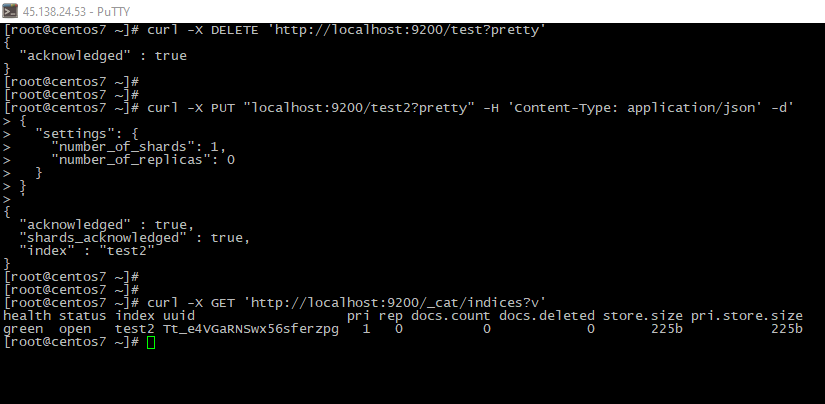 45.138.24.53 - PuTTY
[root@centos7 ~]# curl -X DELETE 'http://localhost:9200/test?pretty'
{
  "acknowledged" : true
}
[root@centos7 ~]#
[root@centos7 ~]#
[root@centos7 ~]# curl -X PUT "localhost:9200/test2?pretty" -H 'Content-Type: application/json' -d'
> {
>   "settings": {
>     "number_of_shards": 1,
>     "number_of_replicas": 0
>   }
> }
> '
{
  "acknowledged" : true,
  "shards_acknowledged" : true,
  "index" : "test2"
}
[root@centos7 ~]#
[root@centos7 ~]#
[root@centos7 ~]# curl -X GET 'http://localhost:9200/_cat/indices?v'
health status index uuid                   pri rep docs.count docs.deleted store.size pri.store.size
green  open   test2 Tt_e4VGaRNSwx56sferzpg   1   0          0            0       225b           225b
[root@centos7 ~]#